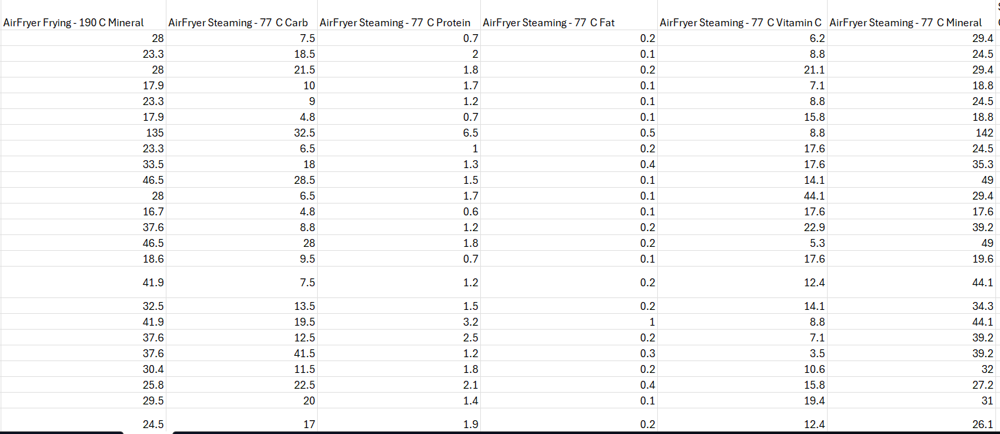 AirFryer Frying - 190 C Mineral AirFryer Steaming - 77 C Carb AirFryer Steaming - 77 C Protein AirFryer Steaming - 77 C Fat AirFryer Steaming - 77 C Vitamin C AirFryer Steaming - 77 C Mineral
28 7.5 0.7 0.2 6.2 29.4
23.3 18.5 2 0.1 8.8 24.5
28 21.5 1.8 0.2 21.1 29.4
17.9 10 1.7 0.1 7.1 18.8
23.3 9 1.2 0.1 8.8 24.5
17.9 4.8 0.7 0.1 15.8 18.8
135 32.5 6.5 0.5 8.8 142
23.3 6.5 1 0.2 17.6 24.5
33.5 18 1.3 0.4 17.6 35.3
46.5 28.5 1.5 0.1 14.1 49
28 6.5 1.7 0.1 44.1 29.4
16.7 4.8 0.6 0.1 17.6 17.6
37.6 8.8 1.2 0.2 22.9 39.2
46.5 28 1.8 0.2 5.3 49
18.6 9.5 0.7 0.1 17.6 19.6
41.9 7.5 1.2 0.2 12.4 44.1
32.5 13.5 1.5 0.2 14.1 34.3
41.9 19.5 3.2 1 8.8 44.1
37.6 12.5 2.5 0.2 7.1 39.2
37.6 41.5 1.2 0.3 3.5 39.2
30.4 11.5 1.8 0.2 10.6 32
25.8 22.5 2.1 0.4 15.8 27.2
29.5 20 1.4 0.1 19.4 31
24.5 17 1.9 0.2 12.4 26.1